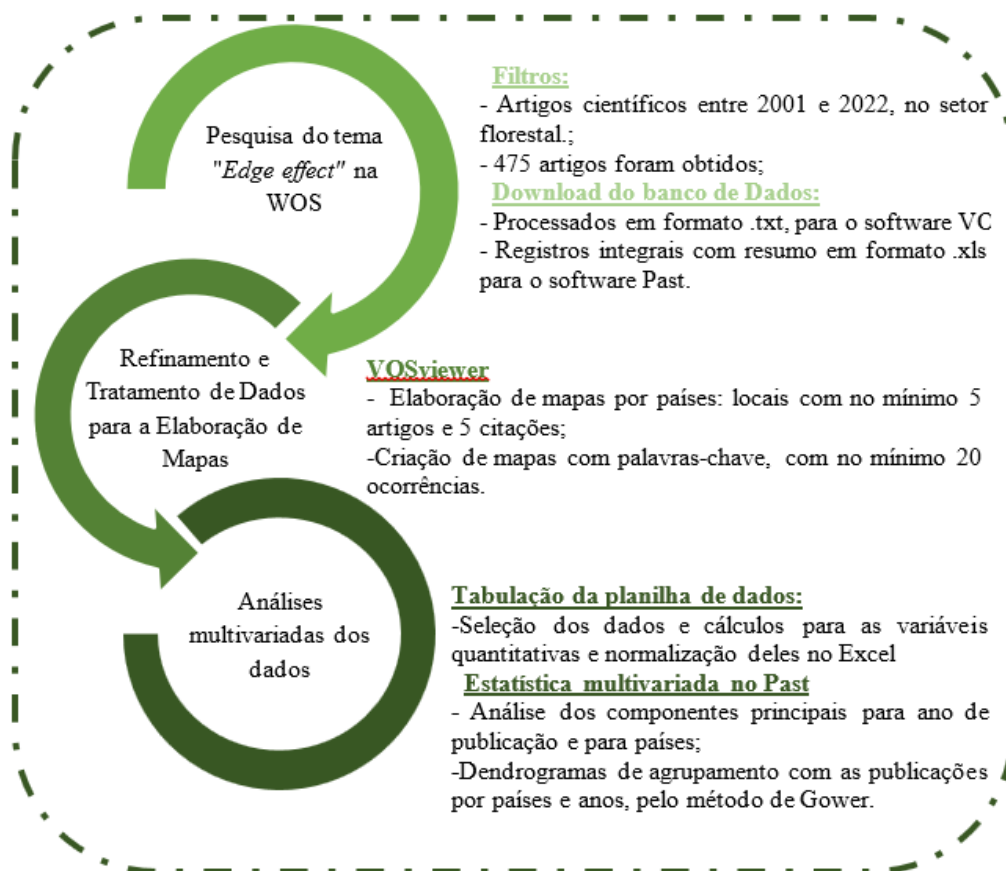 Pesquisa do tema
"Edge effect" na
WOS
Filtros:
- Artigos científicos entre 2001 e 2022, no setor
florestal.;
- 475 artigos foram obtidos;
Download do banco de Dados:
- Processados em formato .txt, para o software VC
- Registros integrais com resumo em formato .xls
para o software Past.
Refinamento e
Tratamento de Dados
para a Elaboração de
Mapas
VOSviewer
- Elaboração de mapas por países: locais com no mínimo 5
artigos e 5 citações;
-Criação de mapas com palavras-chave, com no mínimo 20
ocorrências.
Análises
multivariadas dos
dados
Tabulação da planilha de dados:
-Seleção dos dados e cálculos para as variáveis
quantitativas e normalização deles no Excel
Estatística multivariada no Past
- Análise dos componentes principais para ano de
publicação e para países;
-Dendrogramas de agrupamento com as publicações
por países e anos, pelo método de Gower.